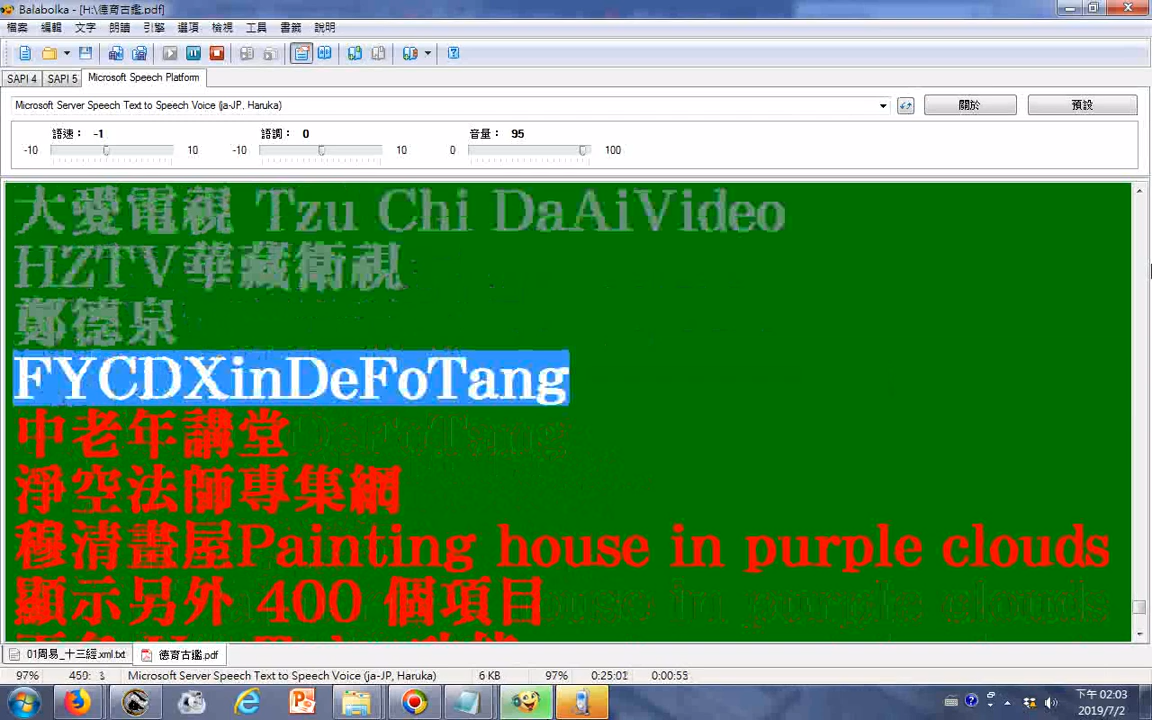 Balabolka - [H:\德育古鑑.pdf]
檔案 編輯 文字 朗讀 引擎 選項 檢視 工具 書籤 說明
SAPI 4 SAPI 5 Microsoft Speech Platform
Microsoft Server Speech Text to Speech Voice (ja-JP, Haruka) 關於 預設
語速： -1 語調： 0 音量： 95
-10 10 -10 10 0 100
大愛電視 Tzu Chi DaAiVideo
HZTV華藏衛視
鄭德泉
FYCDXinDeFoTang
中老年講堂
淨空法師專集網
穆清畫屋Painting house in purple clouds
顯示另外 400 個項目
01周易_十三經.xml.txt 德育古鑑.pdf
97% 450: Microsoft Server Speech Text to Speech Voice (ja-JP, Haruka) 6 KB 97% 0:25:01 0:00:53
下午 02:03
2019/7/2